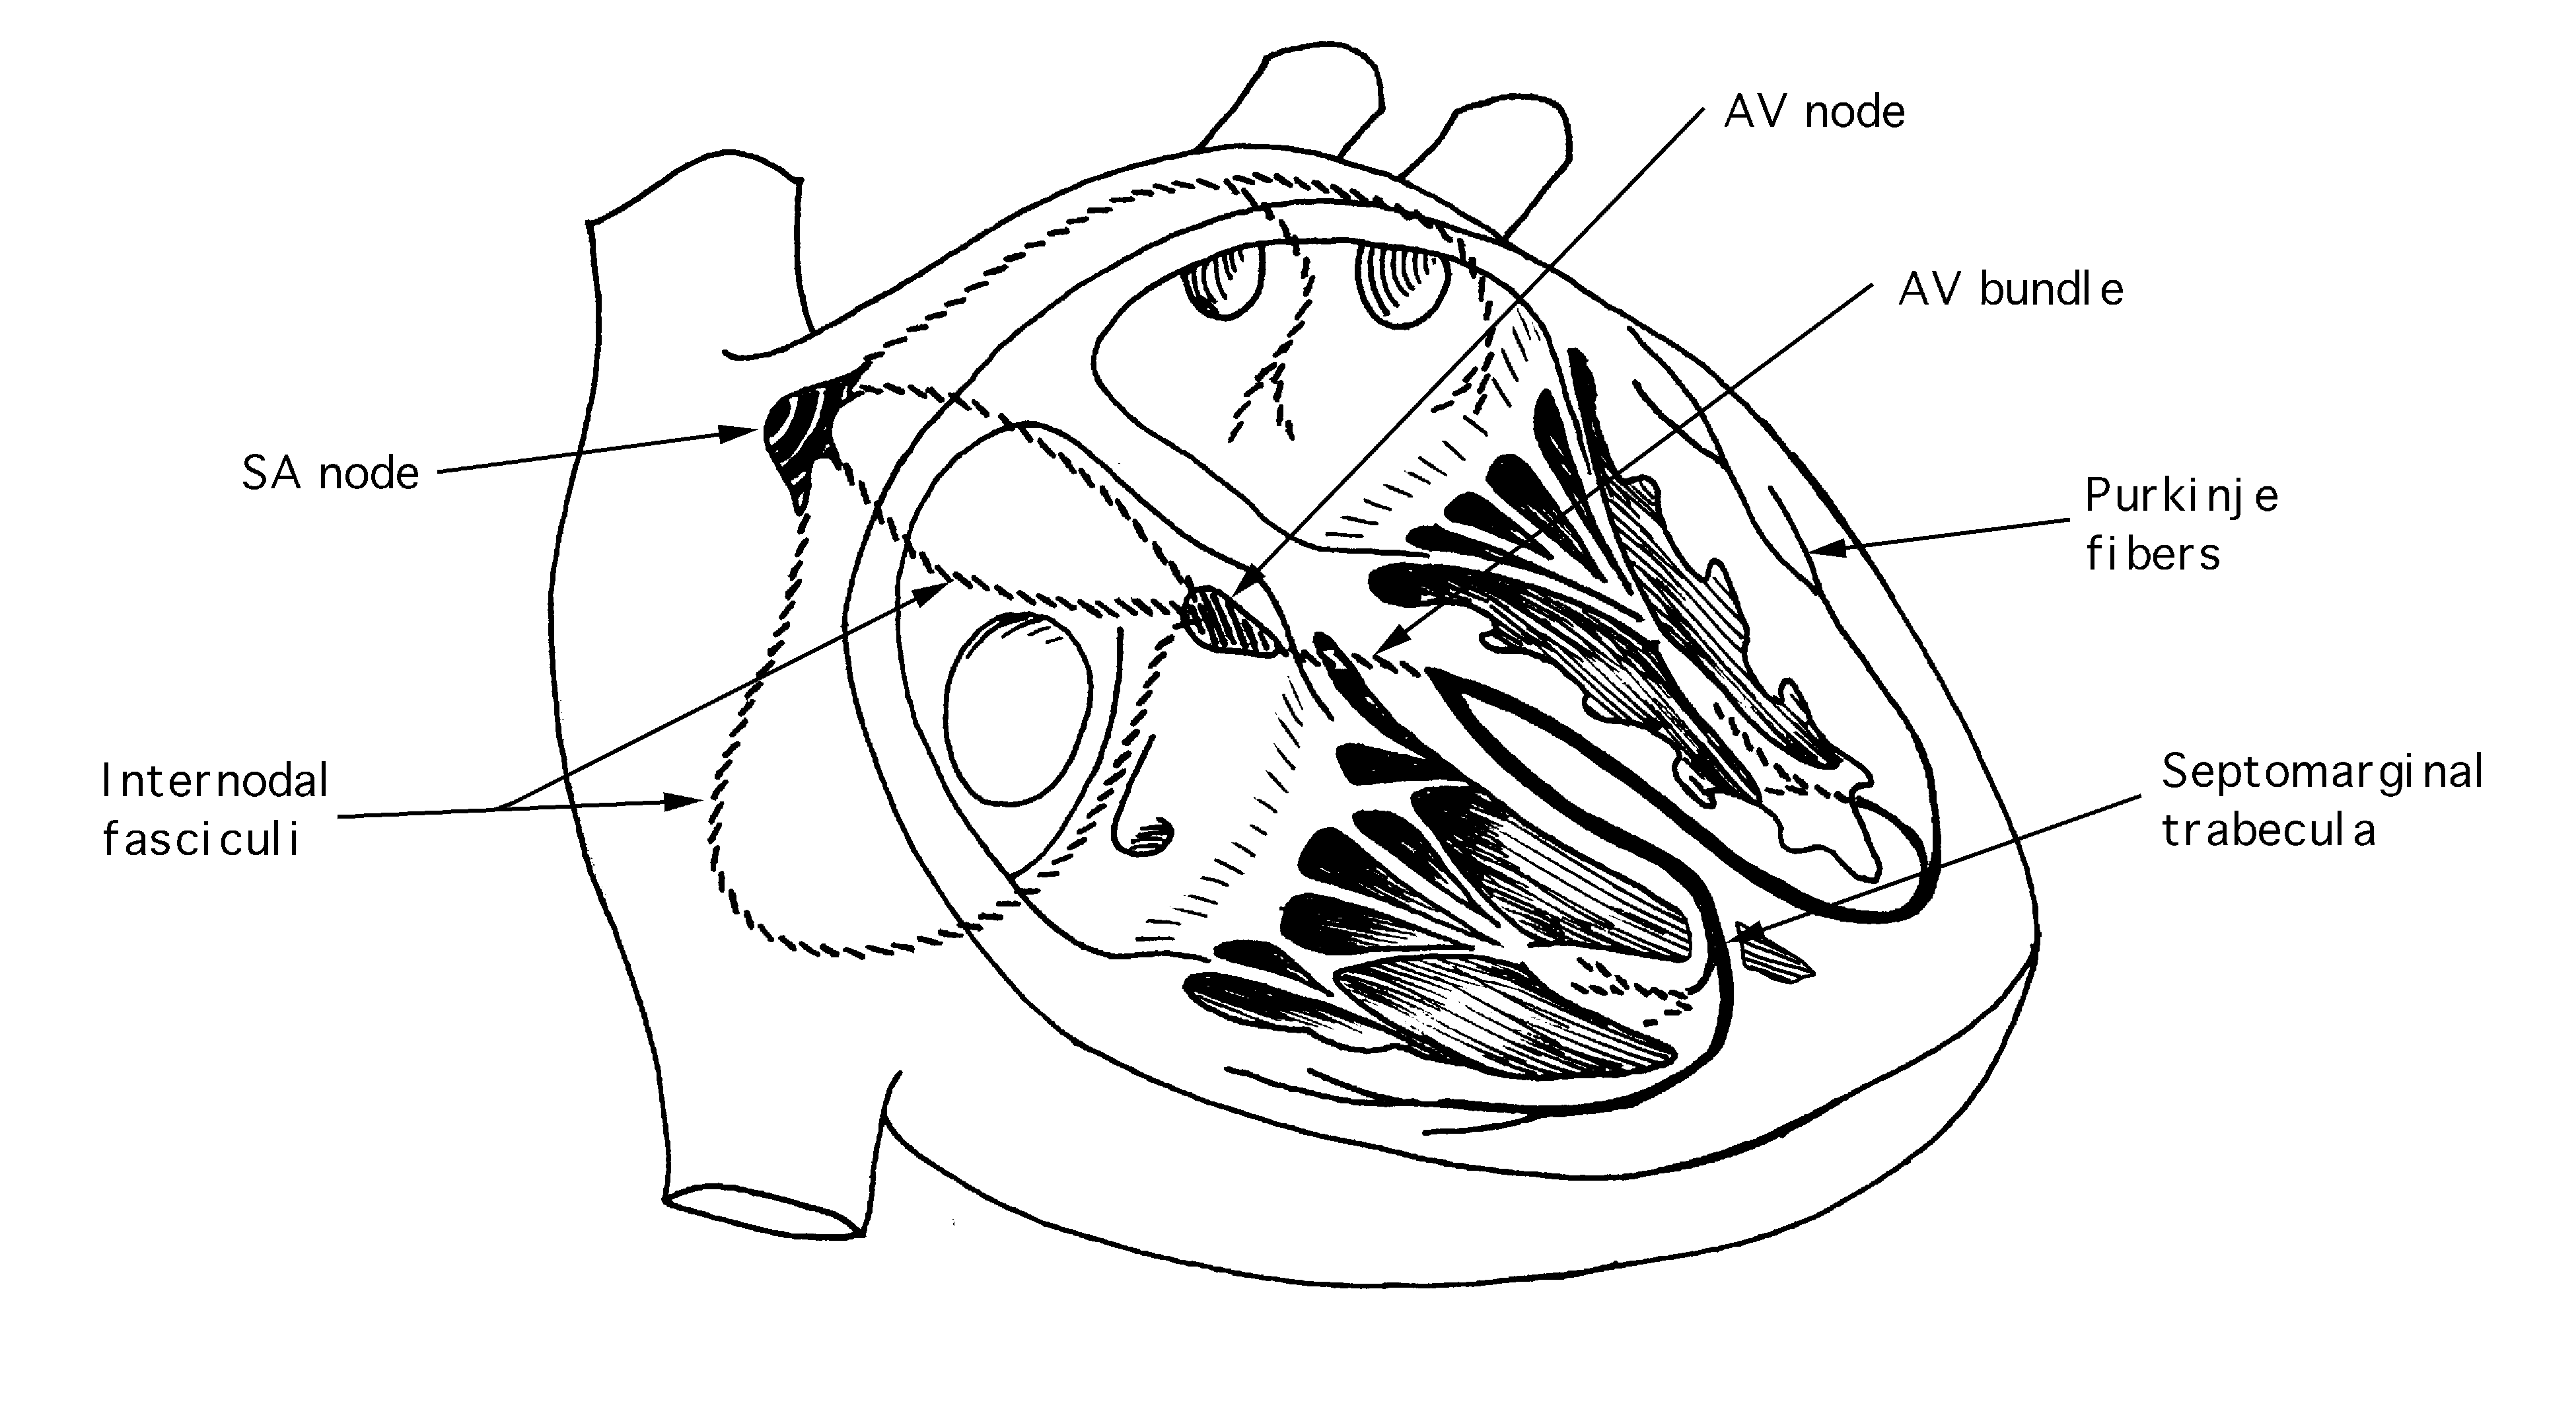 AV node
AV bundle
SA node
Purkinje
fibers
Internodal
fasciculi
Septomarginal
trabecula